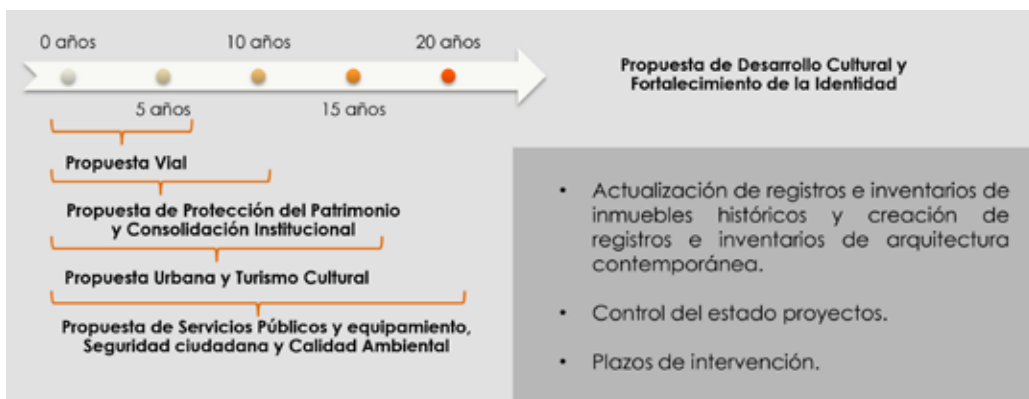 0 años
10 años
20 años
5 años
15 años
Propuesta Vial
Propuesta de Protección del Patrimonio
y Consolidación Institucional
Propuesta Urbana y Turismo Cultural
Propuesta de Servicios Públicos y equipamiento,
Seguridad ciudadana y Calidad Ambiental
Propuesta de Desarrollo Cultural y
Fortalecimiento de la Identidad
• Actualización de registros e inventarios de
inmuebles históricos y creación de
registros e inventarios de arquitectura
contemporánea.
• Control del estado proyectos.
• Plazos de intervención.